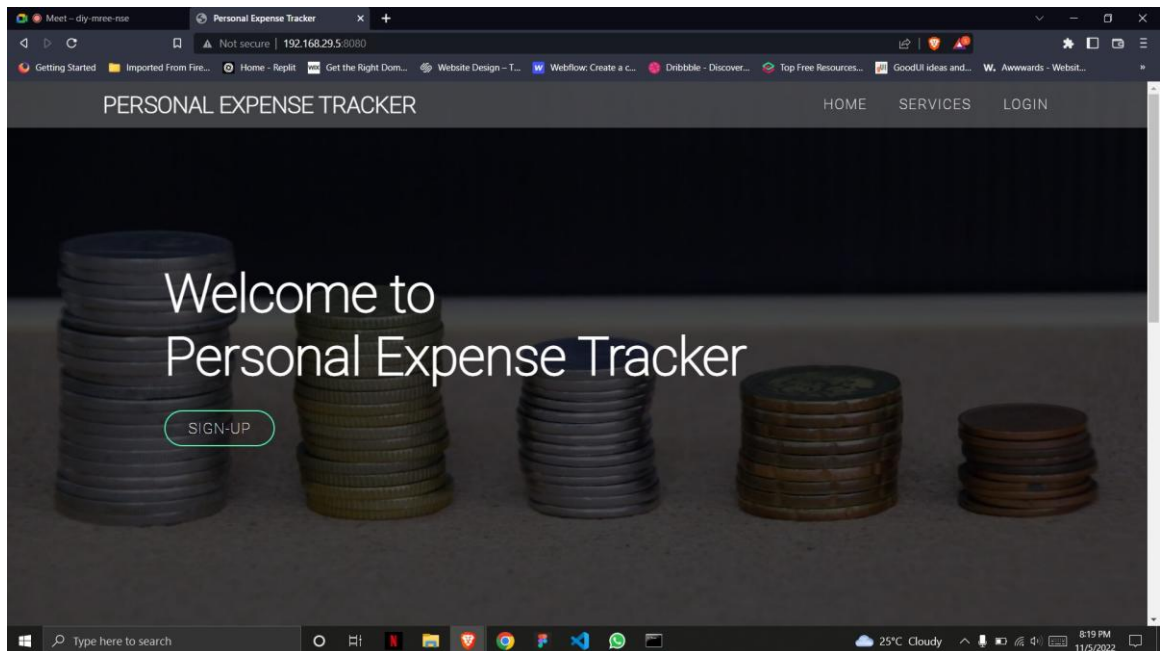 Meet – diy-mree-nse
Personal Expense Tracker
Not secure | 192.168.29.5:8080
Getting Started
Imported From Fire...
Home - Replit
Get the Right Dom...
Website Design – T...
Webflow: Create a c...
Dribbble - Discover...
Top Free Resources...
GoodUI ideas and...
W. Awwwards - Websit...
PERSONAL EXPENSE TRACKER
HOME
SERVICES
LOGIN
Welcome to
Personal Expense Tracker
SIGN-UP
Type here to search
25°C Cloudy
8:19 PM
11/5/2022